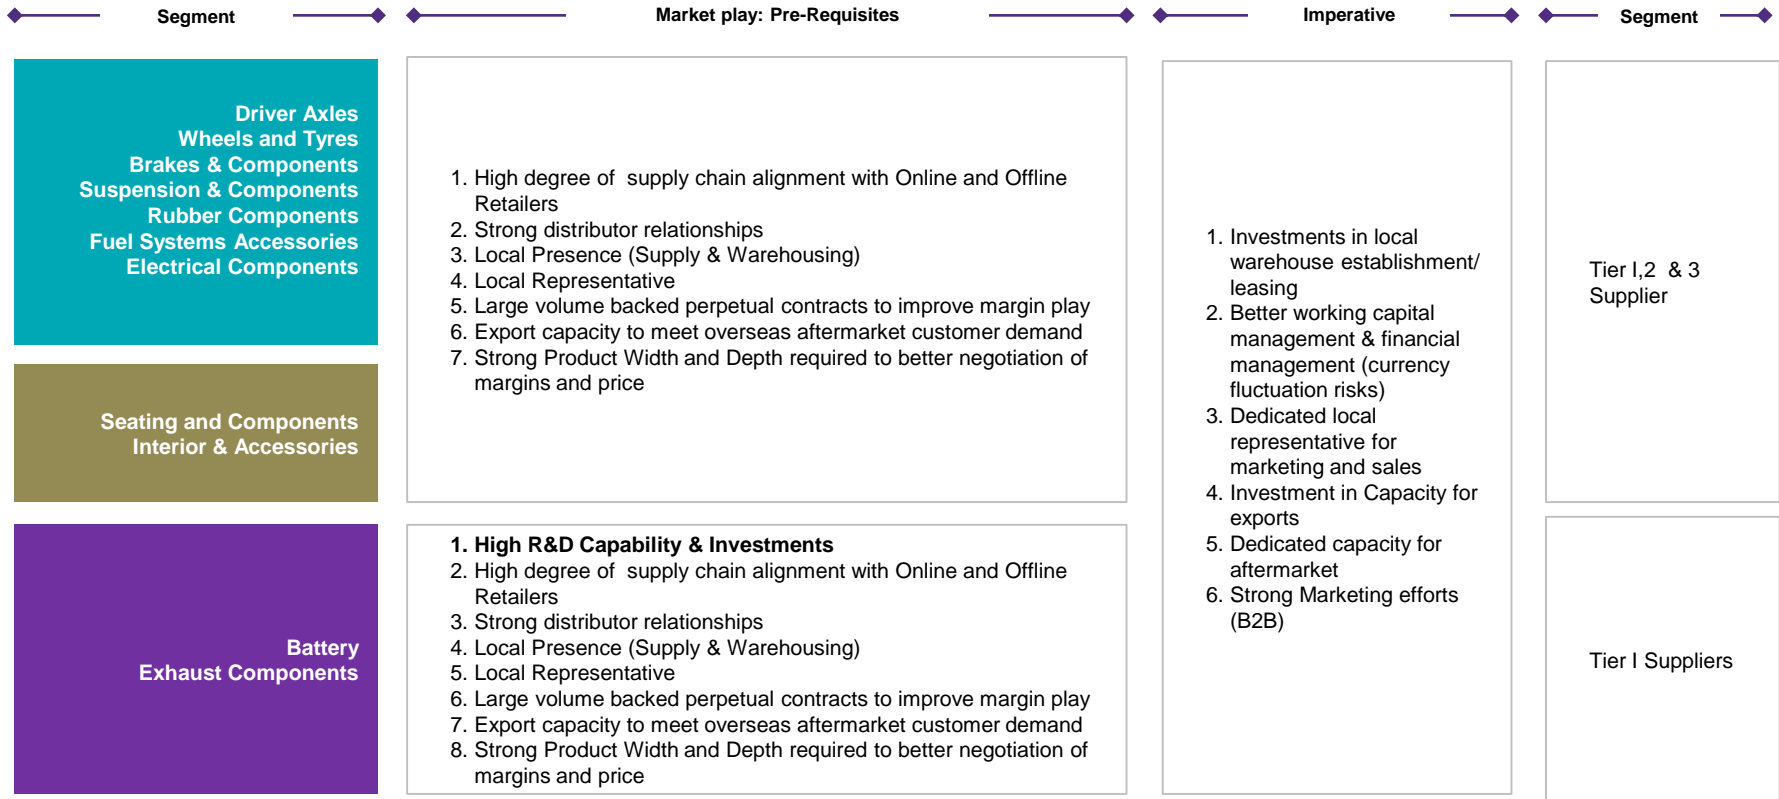 Segment
Market play: Pre-Requisites
Imperative
Segment
Driver Axles
Wheels and Tyres
Brakes & Components
Suspension & Components
Rubber Components
Fuel Systems Accessories
Electrical Components
Seating and Components
Interior & Accessories
Battery
Exhaust Components
1. High degree of  supply chain alignment with Online and Offline
Retailers
2. Strong distributor relationships
3. Local Presence (Supply & Warehousing)
4. Local Representative
5. Large volume backed perpetual contracts to improve margin play
6. Export capacity to meet overseas aftermarket customer demand
7. Strong Product Width and Depth required to better negotiation of
margins and price
1. High R&D Capability & Investments
2. High degree of  supply chain alignment with Online and Offline
Retailers
3. Strong distributor relationships
4. Local Presence (Supply & Warehousing)
5. Local Representative
6. Large volume backed perpetual contracts to improve margin play
7. Export capacity to meet overseas aftermarket customer demand
8. Strong Product Width and Depth required to better negotiation of
margins and price
1. Investments in local
warehouse establishment/
leasing
2. Better working capital
management & financial
management (currency
fluctuation risks)
3. Dedicated local
representative for
marketing and sales
4. Investment in Capacity for
exports
5. Dedicated capacity for
aftermarket
6. Strong Marketing efforts
(B2B)
Tier I,2  & 3
Supplier
Tier I Suppliers